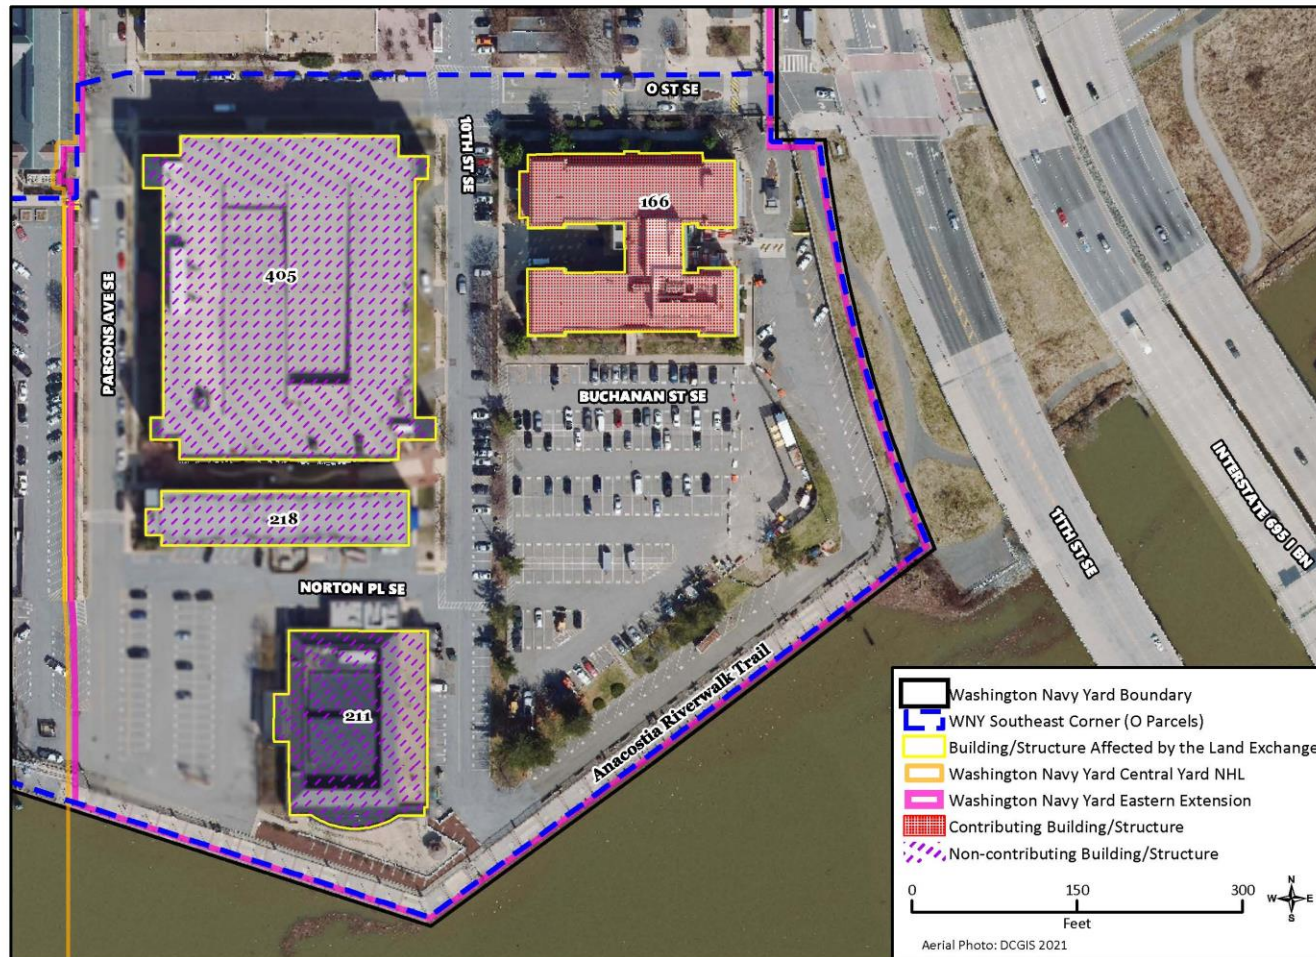 O ST SE
10TH ST SE
166
405
PARSONS AVE SE
BUCHANAN ST SE
218
NORTON PL SE
211
Anacostia Riverwalk Trail
11TH ST SE
INTERSTATE 695 I BN
Washington Navy Yard Boundary
WNY Southeast Corner (O Parcels)
Building/Structure Affected by the Land Exchange
Washington Navy Yard Central Yard NHL
Washington Navy Yard Eastern Extension
Contributing Building/Structure
Non-contributing Building/Structure
0 150 300
Feet
N
W E
S
Aerial Photo: DCGIS 2021